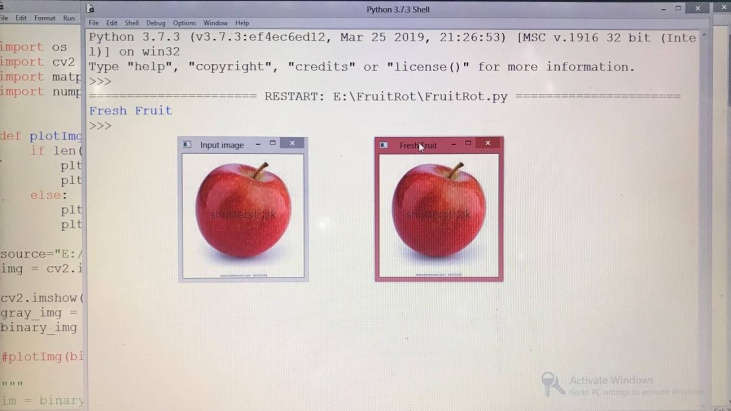 Python 3.7.3 Shell
File Edit Format Run
File Edit Shell Debug Options Window Help
Python 3.7.3 (v3.7.3:ef4ec6ed12, Mar 25 2019, 21:26:53) [MSC v.1916 32 bit (Inte
l)] on win32
Type "help", "copyright", "credits" or "license()" for more information.
>>>
===================== RESTART: E:\FruitRot\FruitRot.py =====================
Fresh Fruit
>>>
import os
import cv2
import matp
import nump
def plotImg
if len(
plt
plt
else:
plt
plt
source="E:/
img = cv2.i
cv2.imshow(
gray_img =
binary_img
#plotImg(bi
"""
im = binary
Input image
Fresh Fruit
shutterstock
shutterstock
Activate Windows
Go to PC settings to activate Windows.